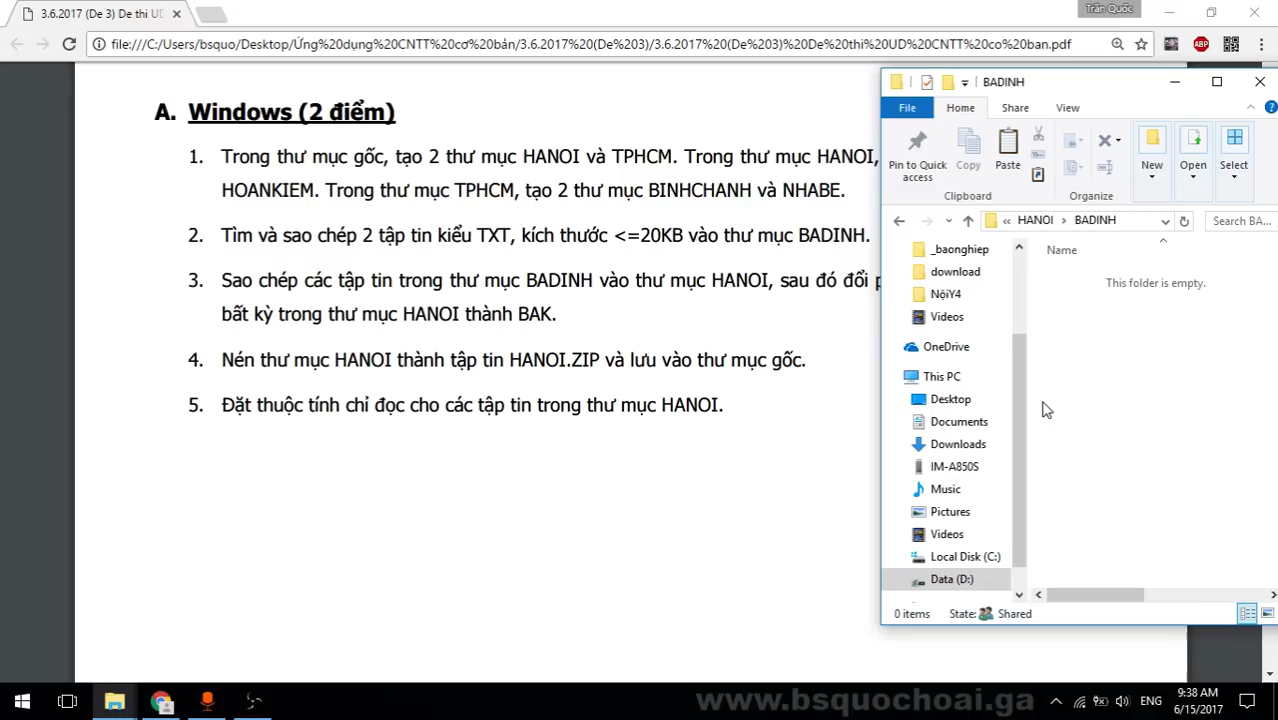 3.6.2017 (De 3) De thi UD
Trần Quốc
file:///C:/Users/bsquo/Desktop/Ứng%20dụng%20CNTT%20cơ%20bản/3.6.2017%20(De%203)/3.6.2017%20(De%203)%20De%20thi%20UD%20CNTT%20co%20ban.pdf
ABP
A. Windows (2 điểm)
1. Trong thư mục gốc, tạo 2 thư mục HANOI và TPHCM. Trong thư mục HANOI,
HOANKIEM. Trong thư mục TPHCM, tạo 2 thư mục BINHCHANH và NHABE.
2. Tìm và sao chép 2 tập tin kiểu TXT, kích thước <=20KB vào thư mục BADINH.
3. Sao chép các tập tin trong thư mục BADINH vào thư mục HANOI, sau đó đổi
bất kỳ trong thư mục HANOI thành BAK.
4. Nén thư mục HANOI thành tập tin HANOI.ZIP và lưu vào thư mục gốc.
5. Đặt thuộc tính chỉ đọc cho các tập tin trong thư mục HANOI.
BADINH
File Home Share View
Pin to Quick access
Copy
Paste
New
Open
Select
Clipboard
Organize
« HANOI › BADINH
Search BA...
_baonghiep
download
NộiY4
Videos
OneDrive
This PC
Desktop
Documents
Downloads
IM-A850S
Music
Pictures
Videos
Local Disk (C:)
Data (D:)
Name
This folder is empty.
0 items State: Shared
www.bsquochoai.ga
ENG
9:38 AM
6/15/2017